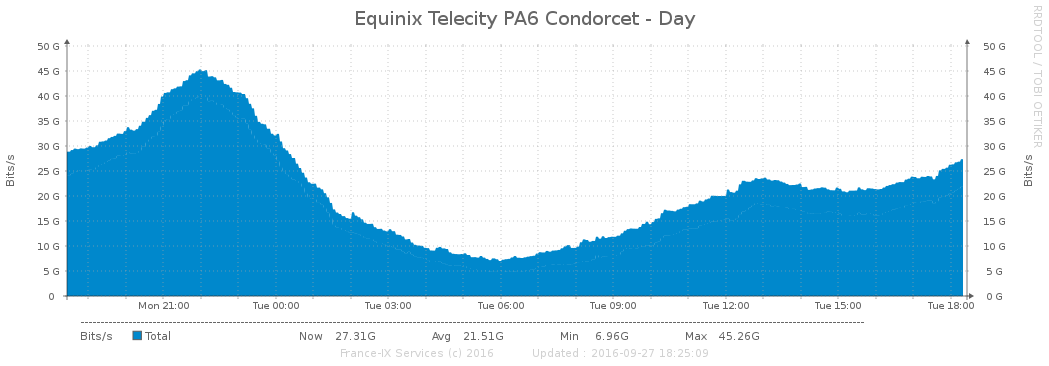 Equinix Telecity PA6 Condorcet - Day
RRDTOOL / TOBI OETIKER
Bits/s
50 G
45 G
40 G
35 G
30 G
25 G
20 G
15 G
10 G
5 G
0
50 G
45 G
40 G
35 G
30 G
25 G
20 G
15 G
10 G
5 G
0 G
Bits/s
Mon 21:00 Tue 00:00 Tue 03:00 Tue 06:00 Tue 09:00 Tue 12:00 Tue 15:00 Tue 18:00
Bits/s Total Now 27.31G Avg 21.51G Min 6.96G Max 45.26G
France-IX Services (c) 2016 Updated : 2016-09-27 18:25:09